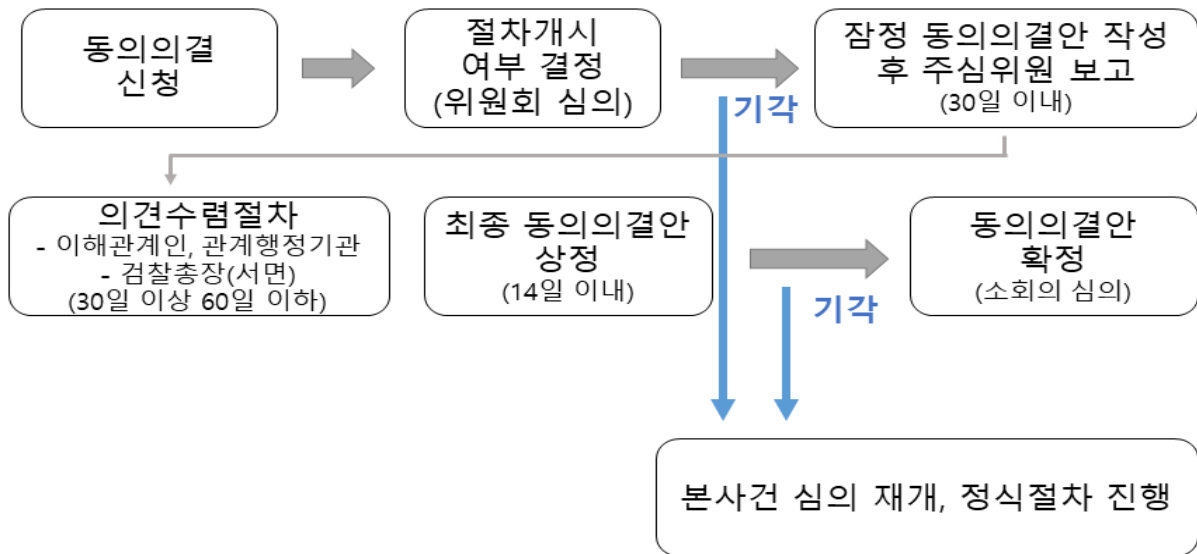 동의의결
신청
절차개시
여부 결정
(위원회 심의)
잠정 동의의결안 작성
후 주심위원 보고
(30일 이내)
기각
의견수렴절차
- 이해관계인, 관계행정기관
- 검찰총장(서면)
(30일 이상 60일 이하)
최종 동의의결안
상정
(14일 이내)
기각
동의의결안
확정
(소회의 심의)
본사건 심의 재개, 정식절차 진행